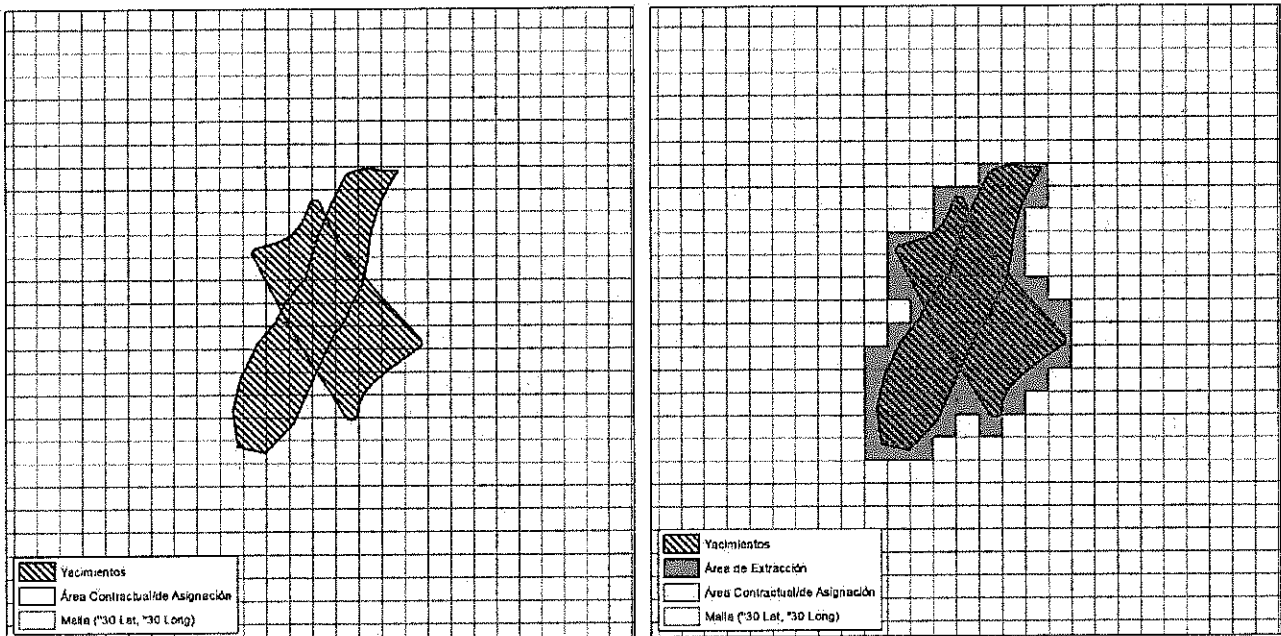 Yacimientos
Área Contractual/de Asignación
Malla ("30 Lat, "30 Long)
Yacimientos
Área de Extracción
Área Contractual/de Asignación
Malla ("30 Lat, "30 Long)